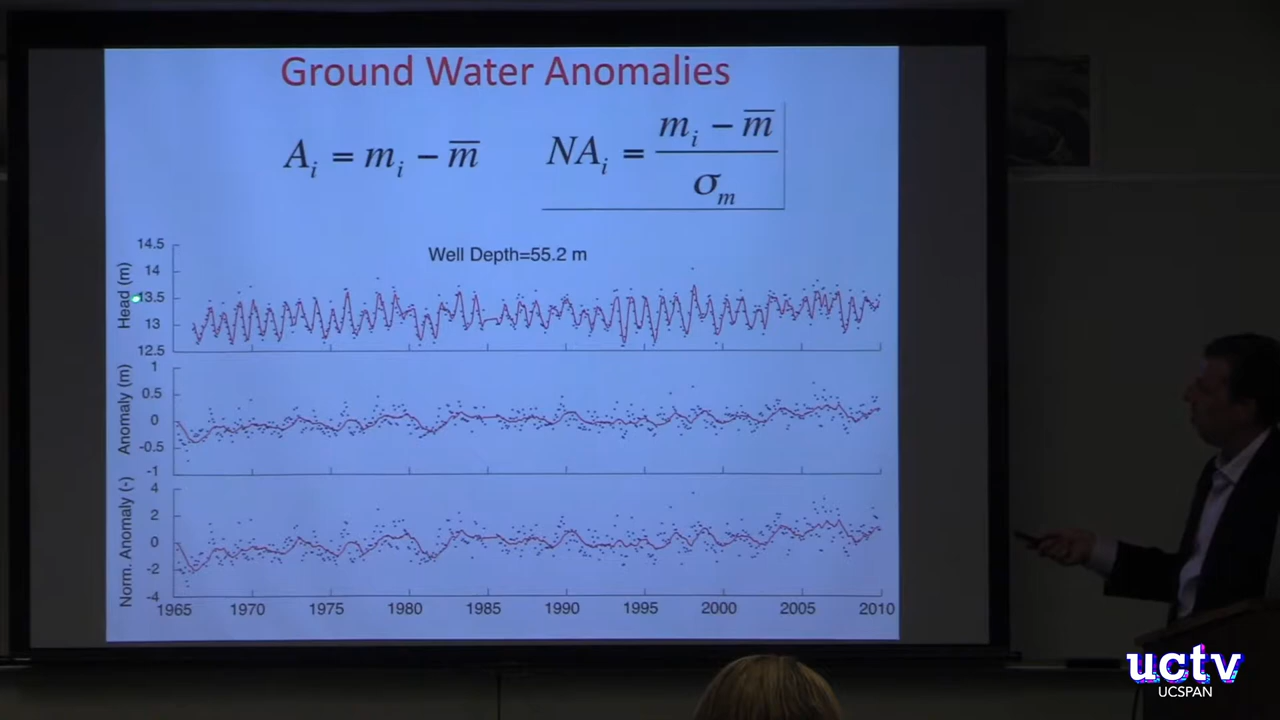 Ground Water Anomalies
A_i = m_i − m̅
NA_i = (m_i − m̅) / σ_m
Well Depth=55.2 m
Head (m)
14.5
14
13.5
13
12.5
Anomaly (m)
1
0.5
0
-0.5
-1
Norm. Anomaly (-)
4
2
0
-2
-4
1965 1970 1975 1980 1985 1990 1995 2000 2005 2010
uctv
UCSPAN